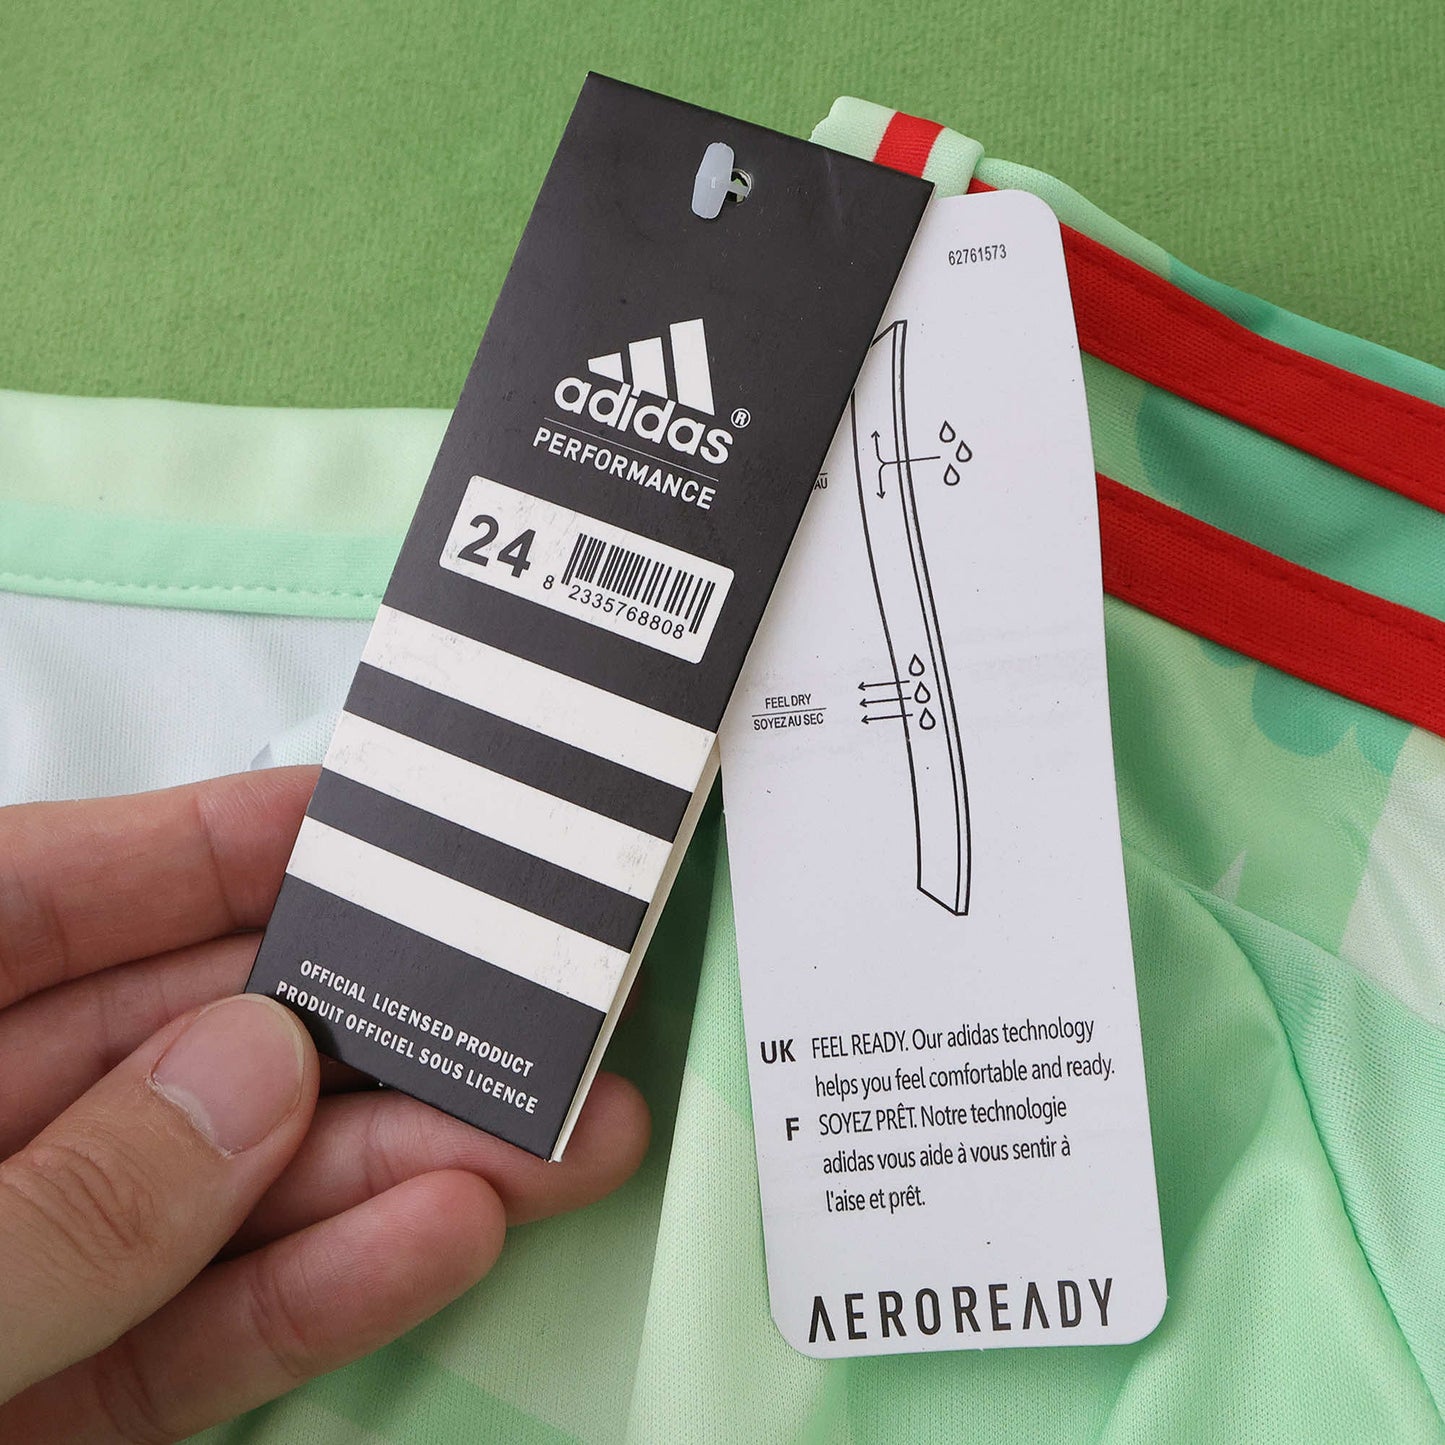 adidas®
PERFORMANCE
24
8 2335768808
OFFICIAL LICENSED PRODUCT
PRODUIT OFFICIEL SOUS LICENCE
62761573
AU
FEEL DRY
SOYEZ AU SEC
UK FEEL READY. Our adidas technology
helps you feel comfortable and ready.
F SOYEZ PRÊT. Notre technologie
adidas vous aide à vous sentir à
l'aise et prêt.
AEROREADY